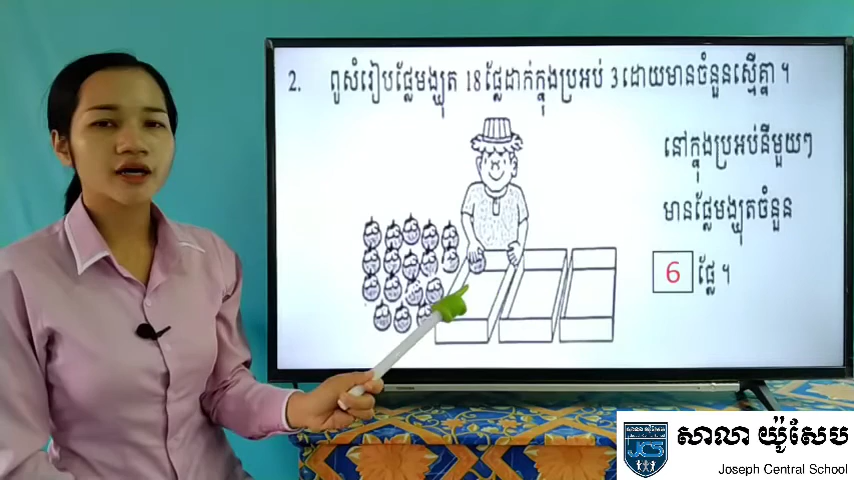 2. ពូសំរៀបផ្លែមង្ឃុត 18 ផ្លែដាក់ក្នុងប្រអប់ 3 ដោយមានចំនួនស្មើគ្នា ។
នៅក្នុងប្រអប់នីមួយៗ
មានផ្លែមង្ឃុតចំនួន
6 ផ្លែ ។
សាលា យ៉ូសែប
JCS
Joseph Central School